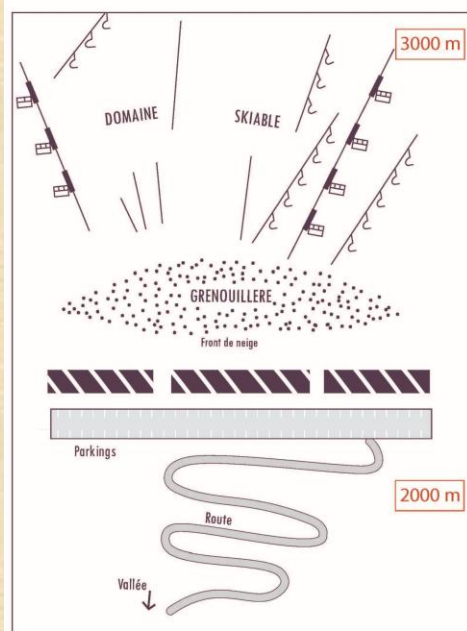 3000 m
DOMAINE SKIABLE
GRENOUILLERE
Front de neige
Parkings
2000 m
Route
Vallée